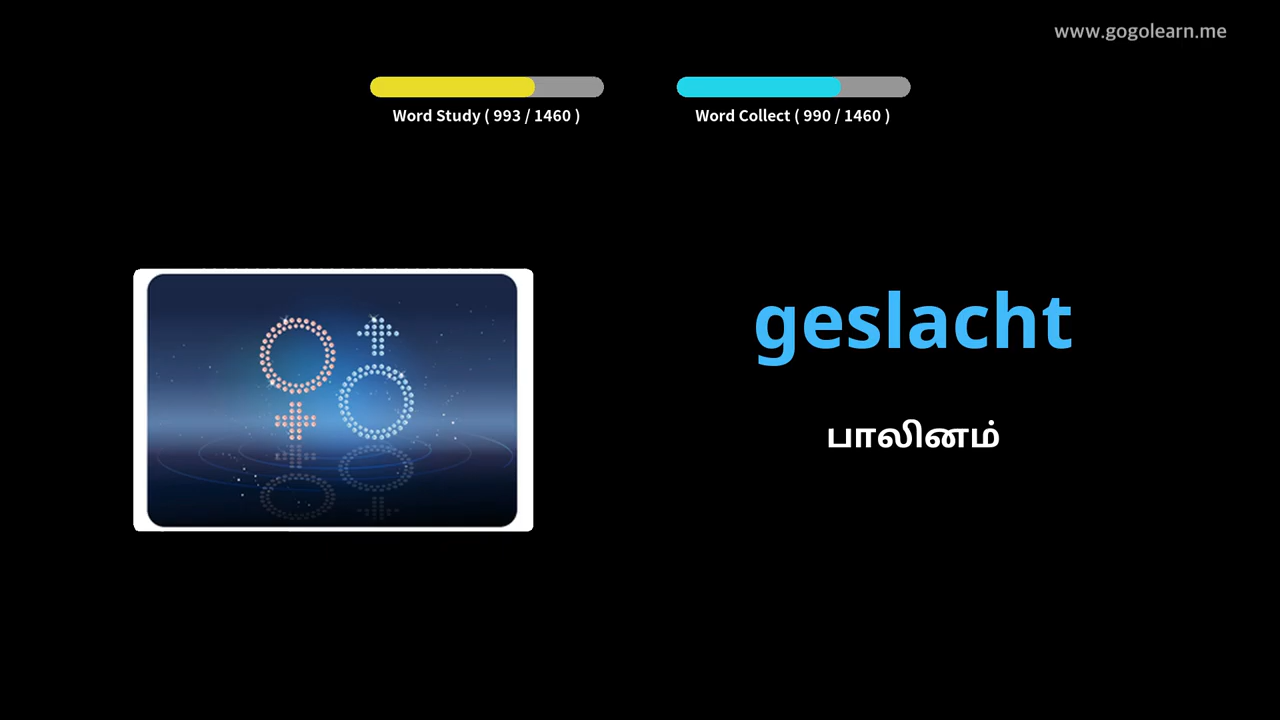 www.gogolearn.me
Word Study ( 993 / 1460 )
Word Collect ( 990 / 1460 )
geslacht
பாலினம்